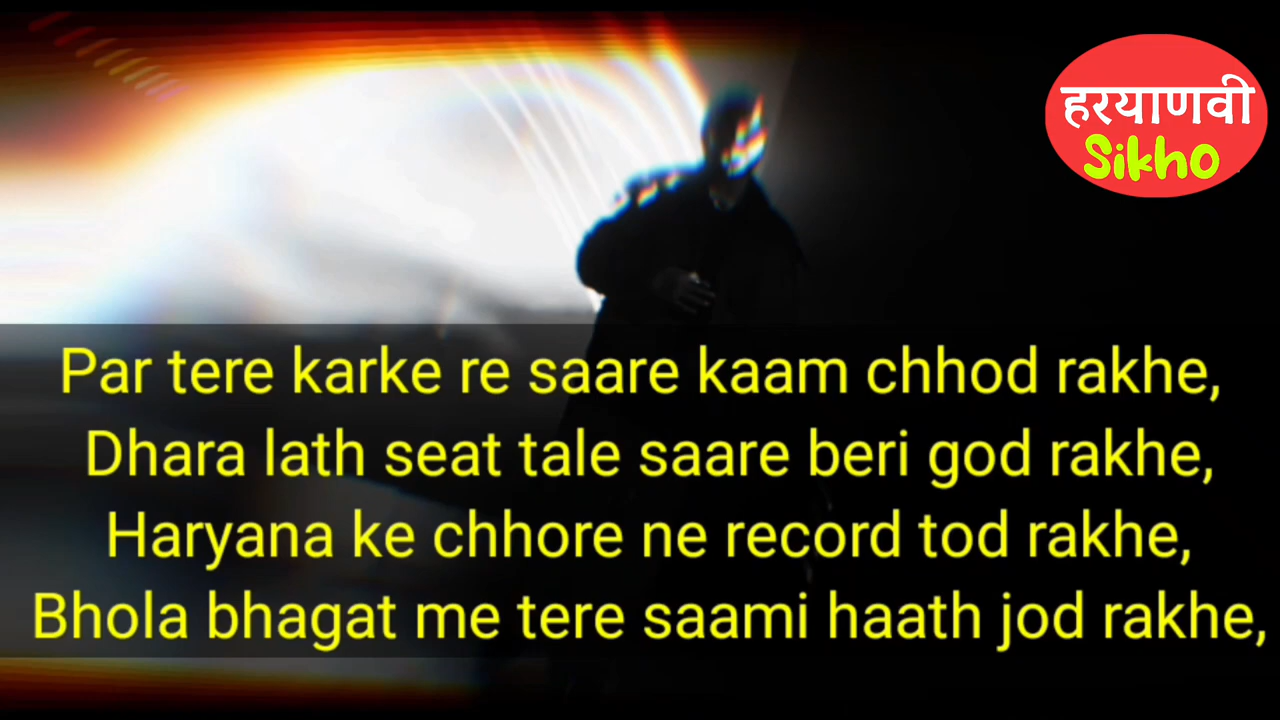 हरयाणवी
Sikho
Par tere karke re saare kaam chhod rakhe,
Dhara lath seat tale saare beri god rakhe,
Haryana ke chhore ne record tod rakhe,
Bhola bhagat me tere saami haath jod rakhe,